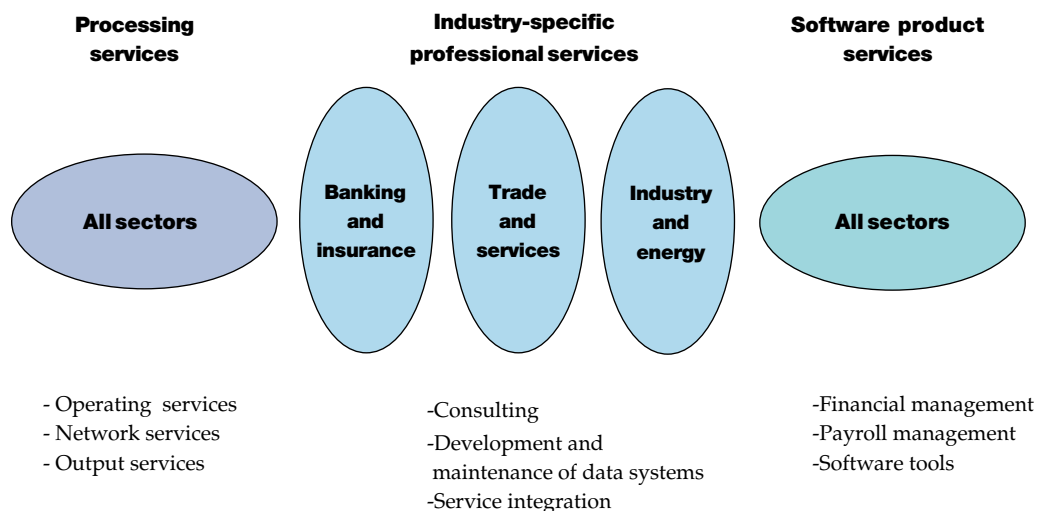 Processing
services
Industry-specific
professional services
Software product
services
All sectors
Banking
and
insurance
Trade
and
services
Industry
and
energy
All sectors
- Operating services
- Network services
- Output services
-Consulting
-Development and
maintenance of data systems
-Service integration
-Financial management
-Payroll management
-Software tools